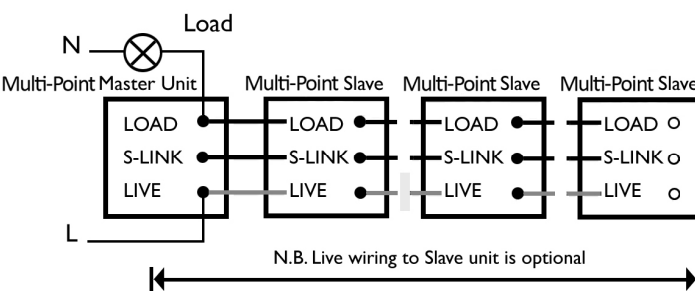 Load
N
Multi-Point Master Unit
Multi-Point Slave
Multi-Point Slave
Multi-Point Slave
LOAD
LOAD
LOAD
LOAD
S-LINK
S-LINK
S-LINK
S-LINK
LIVE
LIVE
LIVE
LIVE
L
N.B. Live wiring to Slave unit is optional